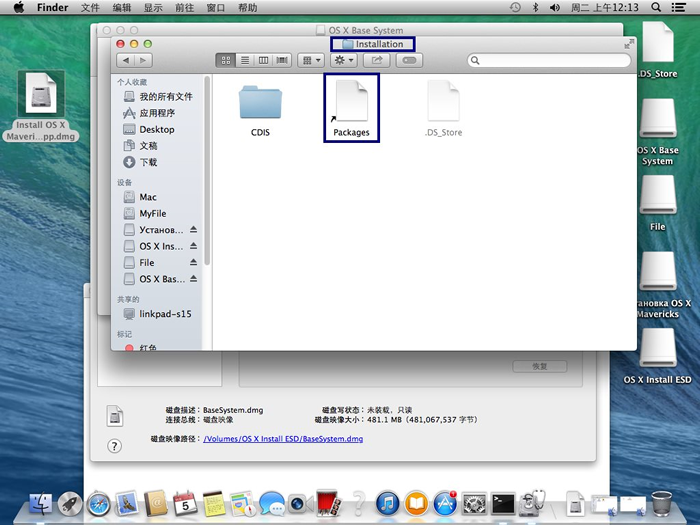 Finder 文件 编辑 显示 前往 窗口 帮助
周二 上午12:13
OS X Base System
Installation
个人收藏
我的所有文件
应用程序
Desktop
文稿
下载
设备
Mac
MyFile
Установ...
OS X Ins...
File
OS X Bas...
共享的
linkpad-s15
标记
红色
CDIS
Packages
.DS_Store
Install OS X
Maveri...pp.dmg
.DS_Store
OS X Base
System
File
тановка OS X
Mavericks
OS X Install ESD
恢复
磁盘描述：BaseSystem.dmg
连接总线：磁盘映像
磁盘写状态：未装载，只读
磁盘映像大小：481.1 MB（481,067,537 字节）
磁盘映像路径：/Volumes/OS X Install ESD/BaseSystem.dmg
?
5